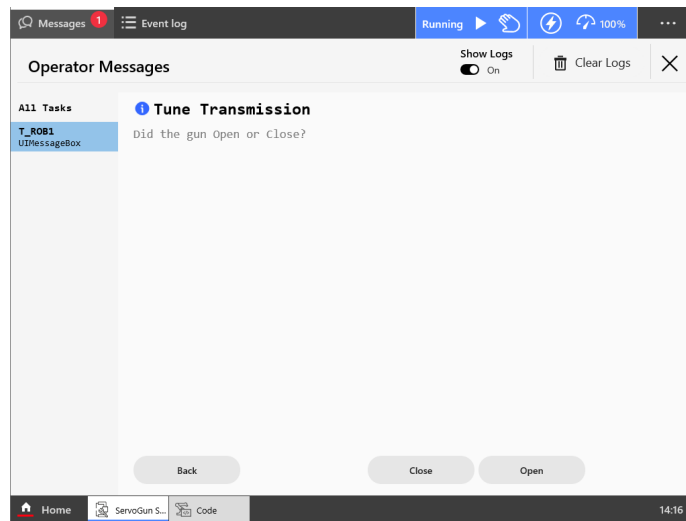 Messages 1 Event log Running 100% ...
Operator Messages Show Logs On Clear Logs
All Tasks
T_ROB1
UIMessageBox
Tune Transmission
Did the gun Open or Close?
Back Close Open
Home ServoGun S... Code 14:16